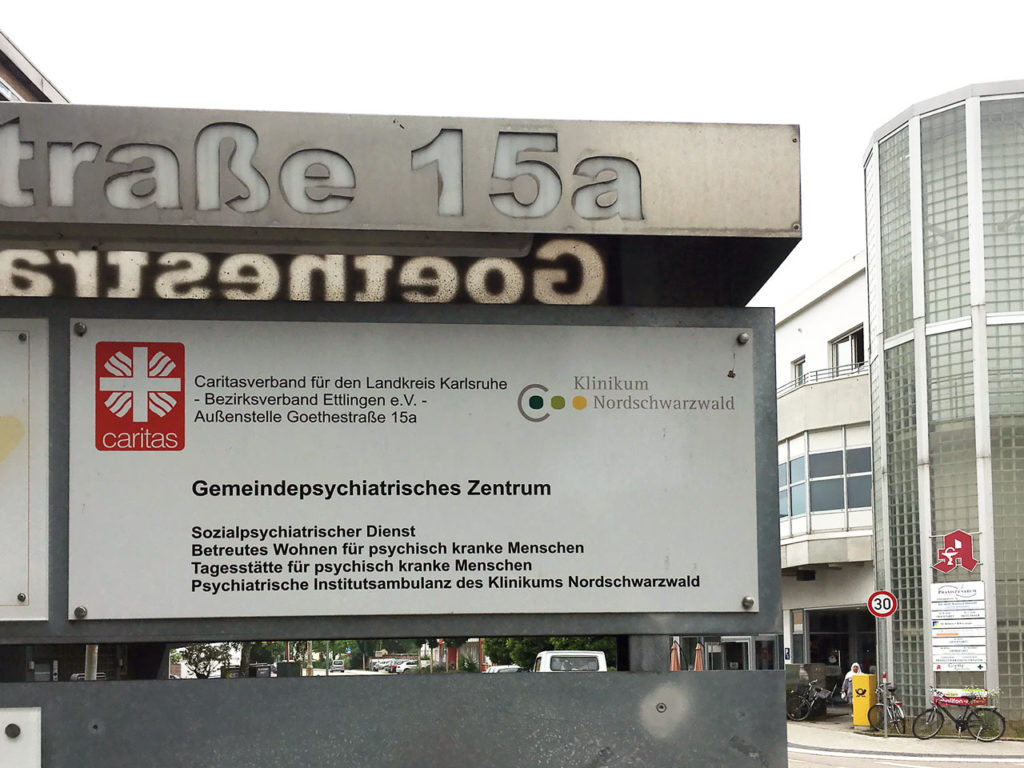 traße 15a
Goethestra
caritas
Caritasverband für den Landkreis Karlsruhe
- Bezirksverband Ettlingen e.V. -
Außenstelle Goethestraße 15a
Klinikum
Nordschwarzwald
Gemeindepsychiatrisches Zentrum
Sozialpsychiatrischer Dienst
Betreutes Wohnen für psychisch kranke Menschen
Tagesstätte für psychisch kranke Menschen
Psychiatrische Institutsambulanz des Klinikums Nordschwarzwald
30